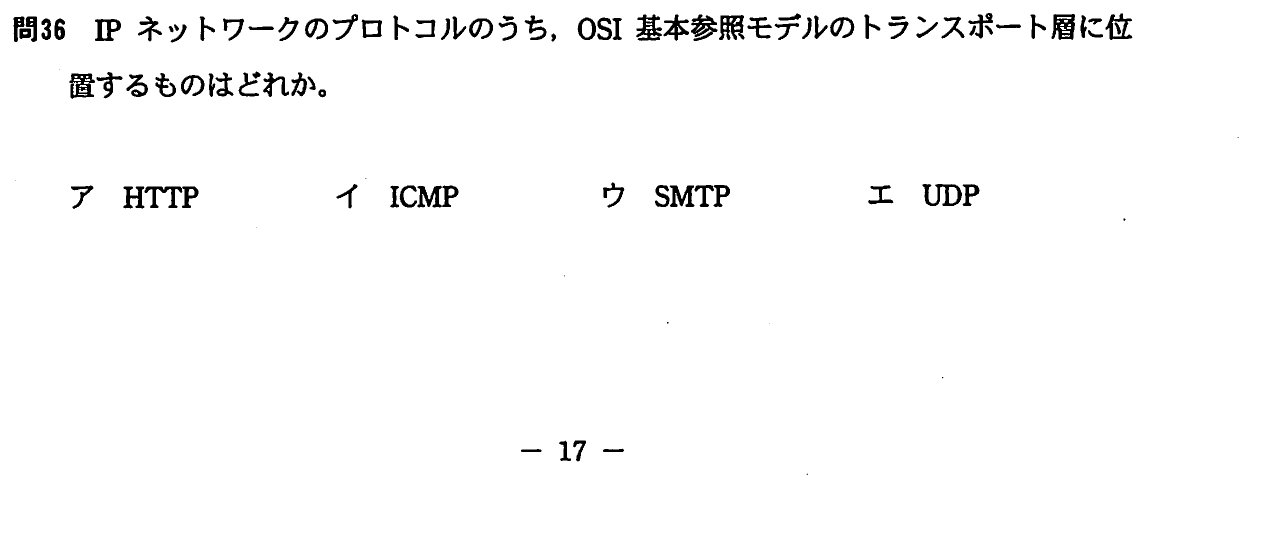 問36 IP ネットワークのプロトコルのうち，OSI 基本参照モデルのトランスポート層に位
置するものはどれか。
ア HTTP イ ICMP ウ SMTP エ UDP
－ 17 －